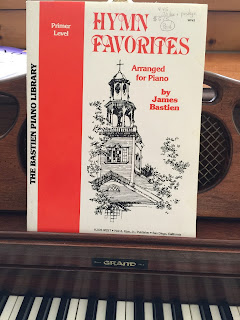 HYMN
FAVORITES
Primer
Level
Arranged
for Piano
by
James
Bastien
THE BASTIEN PIANO LIBRARY
GRAND